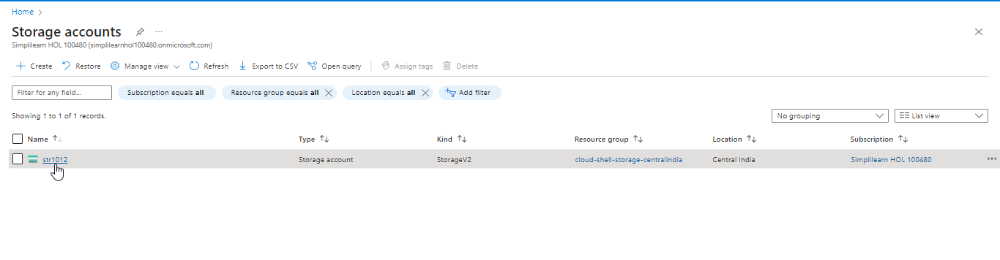 Home
Storage accounts ...
Simplilearn HOL 100480 (simplilearnhol100480.onmicrosoft.com)
Create Restore Manage view Refresh Export to CSV Open query Assign tags Delete
Filter for any field... Subscription equals all Resource group equals all Location equals all Add filter
Showing 1 to 1 of 1 records. No grouping List view
Name Type Kind Resource group Location Subscription
str1012 Storage account StorageV2 cloud-shell-storage-centralindia Central India Simplilearn HOL 100480 ...